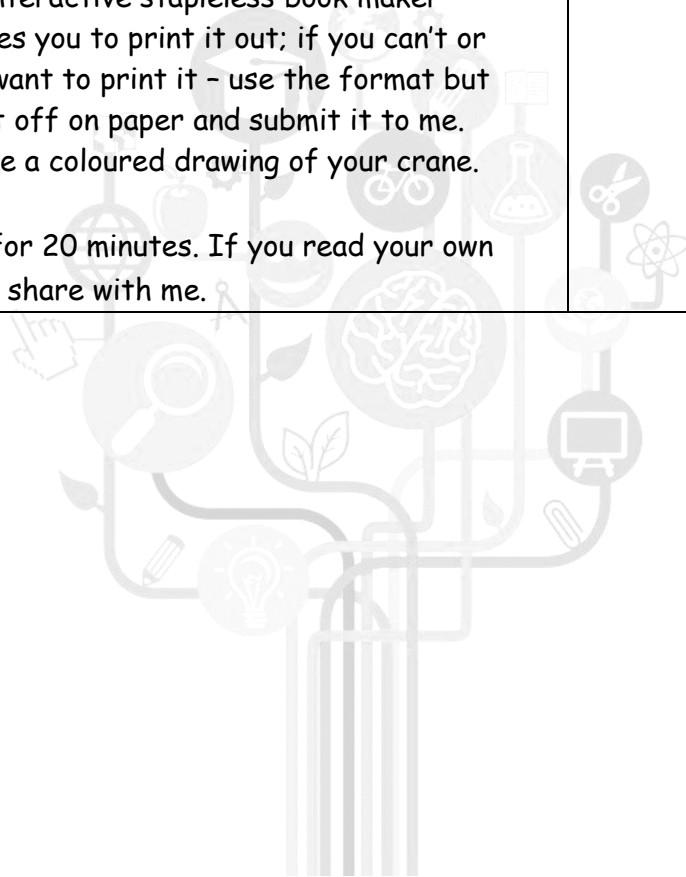 nteractive stapleless book maker
es you to print it out; if you can't or
want to print it – use the format but
t off on paper and submit it to me.
e a coloured drawing of your crane.
for 20 minutes. If you read your own
share with me.